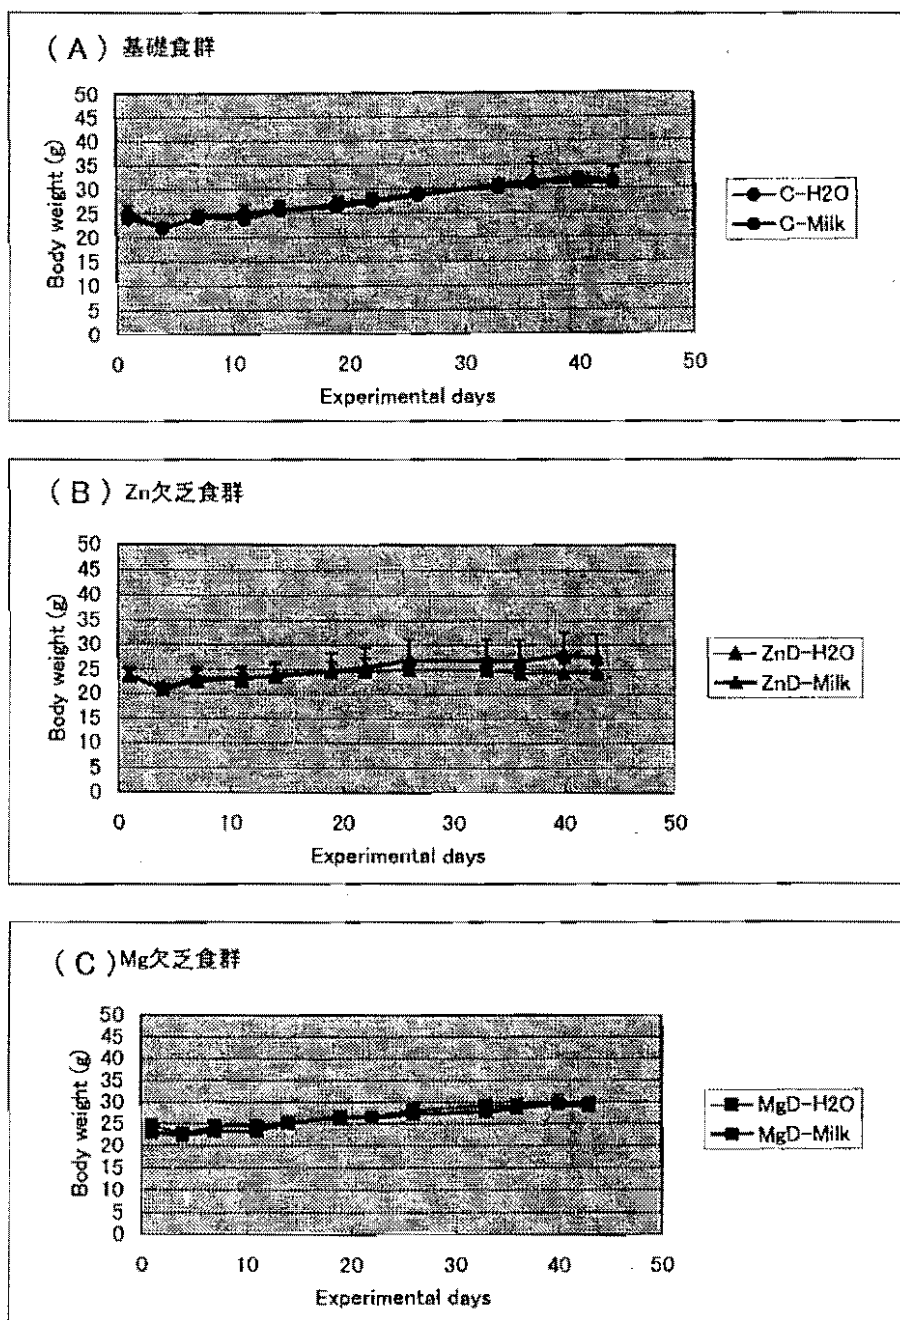 (A) 基礎食群
50
45
40
35
30
25
20
15
10
5
0
Body weight (g)
0 10 20 30 40 50
Experimental days
C-H2O
C-Milk
(B) Zn欠乏食群
50
45
40
35
30
25
20
15
10
5
0
Body weight (g)
0 10 20 30 40 50
Experimental days
ZnD-H2O
ZnD-Milk
(C) Mg欠乏食群
50
45
40
35
30
25
20
15
10
5
0
Body weight (g)
0 10 20 30 40 50
Experimental days
MgD-H2O
MgD-Milk